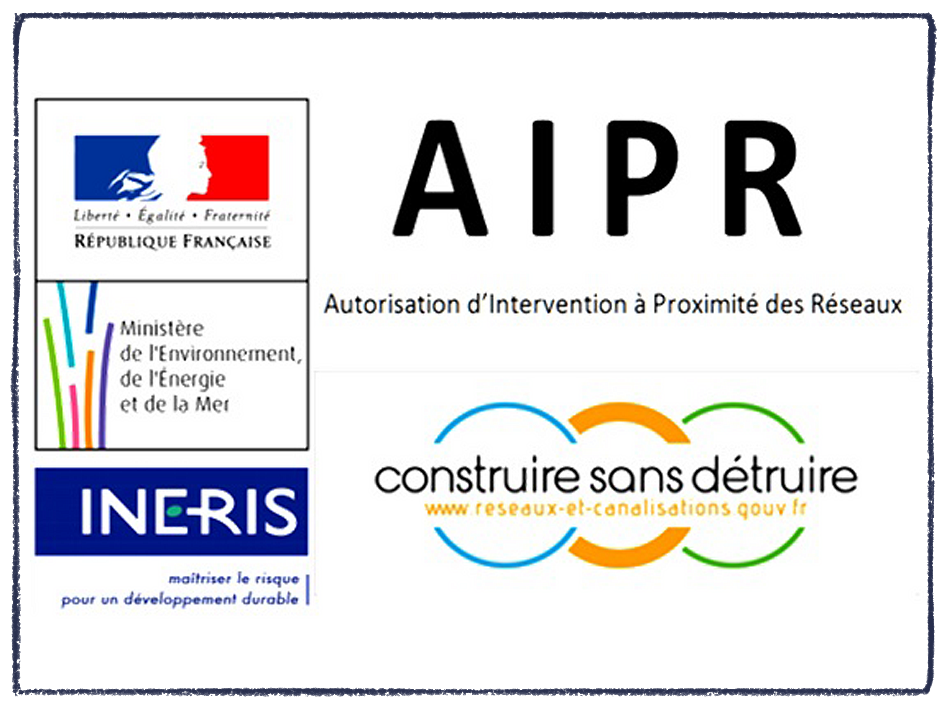 Liberté • Égalité • Fraternité
RÉPUBLIQUE FRANÇAISE
Ministère
de l'Environnement,
de l'Énergie
et de la Mer
INERIS
maîtriser le risque
pour un développement durable
AIPR
Autorisation d'Intervention à Proximité des Réseaux
construire sans détruire
www.reseaux-et-canalisations.gouv.fr